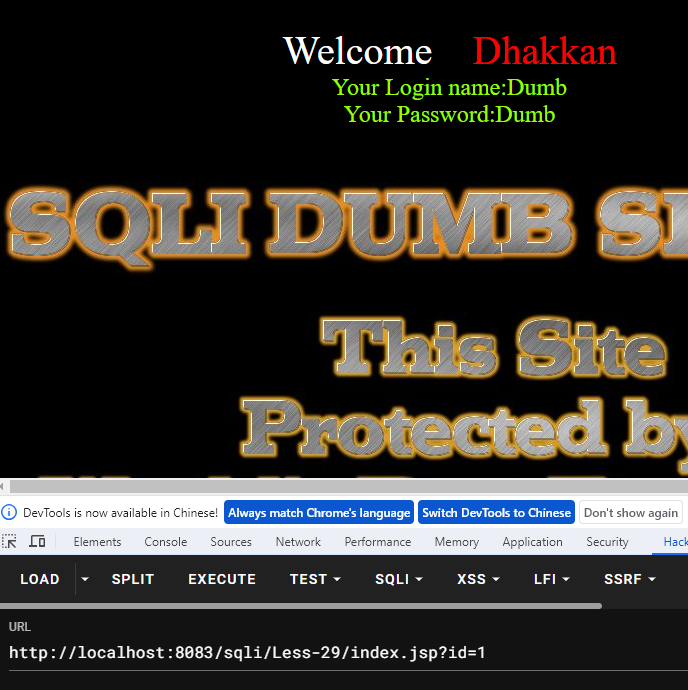 Welcome Dhakkan
Your Login name:Dumb
Your Password:Dumb
SQLI DUMB
This Site
Protected by
DevTools is now available in Chinese! Always match Chrome's language Switch DevTools to Chinese Don't show again
Elements Console Sources Network Performance Memory Application Security Hack
LOAD SPLIT EXECUTE TEST SQLI XSS LFI SSRF
URL
http://localhost:8083/sqli/Less-29/index.jsp?id=1